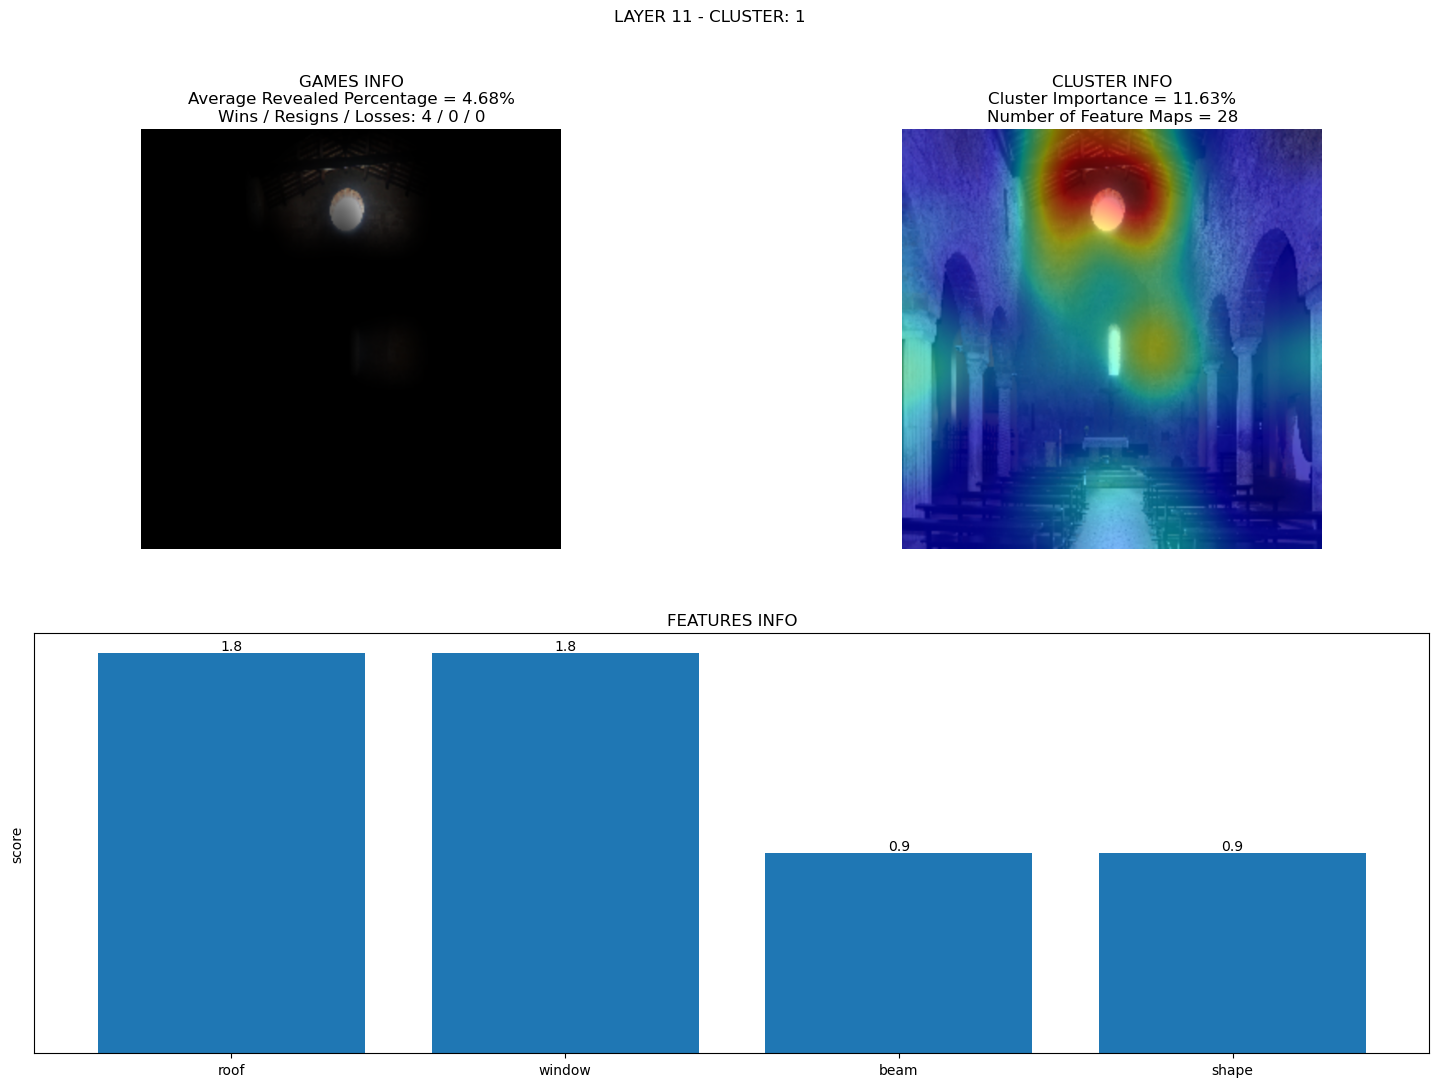 LAYER 11 - CLUSTER: 1
GAMES INFO
Average Revealed Percentage = 4.68%
Wins / Resigns / Losses: 4 / 0 / 0
CLUSTER INFO
Cluster Importance = 11.63%
Number of Feature Maps = 28
FEATURES INFO
score
1.8
1.8
0.9
0.9
roof
window
beam
shape